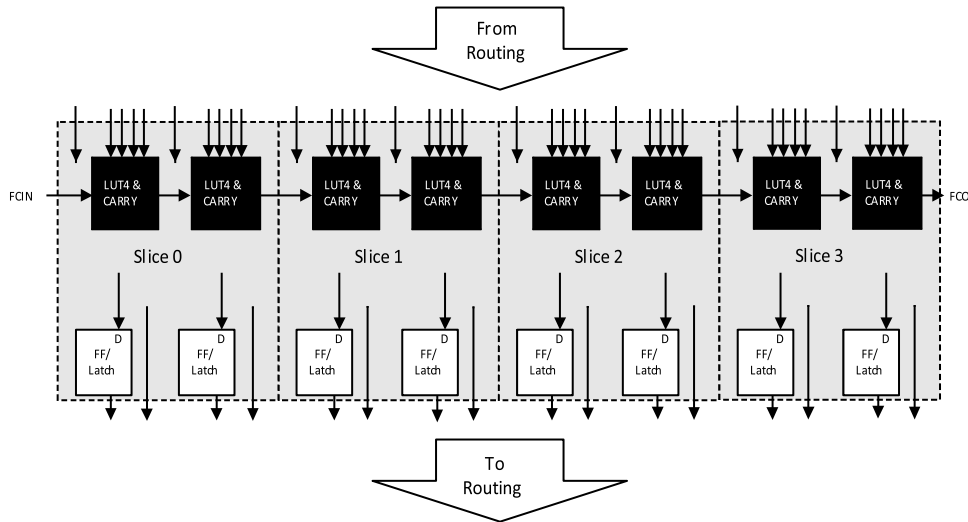 From
Routing
FCIN
LUT4 &
CARRY
LUT4 &
CARRY
LUT4 &
CARRY
LUT4 &
CARRY
LUT4 &
CARRY
LUT4 &
CARRY
LUT4 &
CARRY
LUT4 &
CARRY
FCO
Slice 0
Slice 1
Slice 2
Slice 3
D
FF/
Latch
D
FF/
Latch
D
FF/
Latch
D
FF/
Latch
D
FF/
Latch
D
FF/
Latch
D
FF/
Latch
D
FF/
Latch
To
Routing